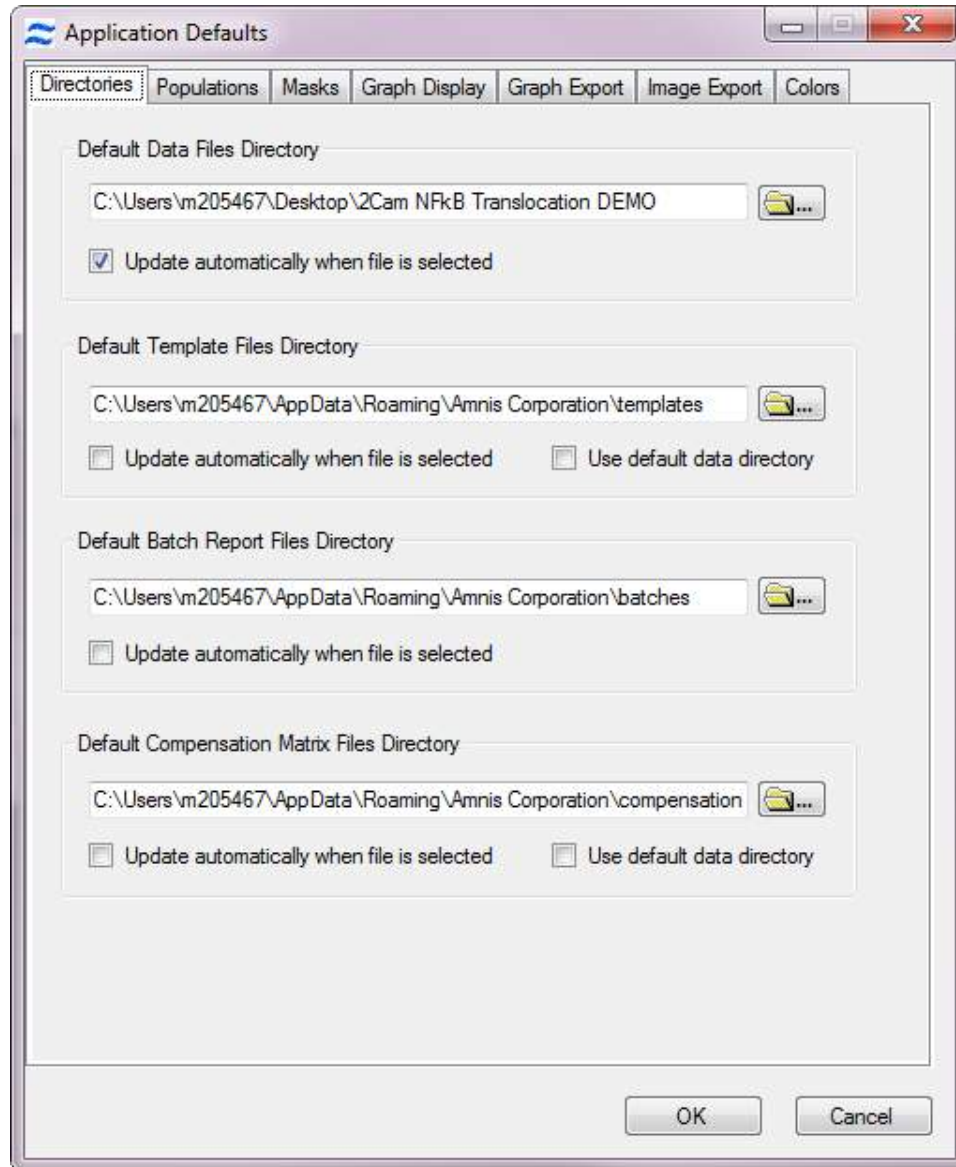 Application Defaults
Directories Populations Masks Graph Display Graph Export Image Export Colors
Default Data Files Directory
C:\Users\m205467\Desktop\2Cam NFkB Translocation DEMO
...
Update automatically when file is selected
Default Template Files Directory
C:\Users\m205467\AppData\Roaming\Amnis Corporation\templates
...
Update automatically when file is selected Use default data directory
Default Batch Report Files Directory
C:\Users\m205467\AppData\Roaming\Amnis Corporation\batches
...
Update automatically when file is selected
Default Compensation Matrix Files Directory
C:\Users\m205467\AppData\Roaming\Amnis Corporation\compensation
...
Update automatically when file is selected Use default data directory
OK Cancel